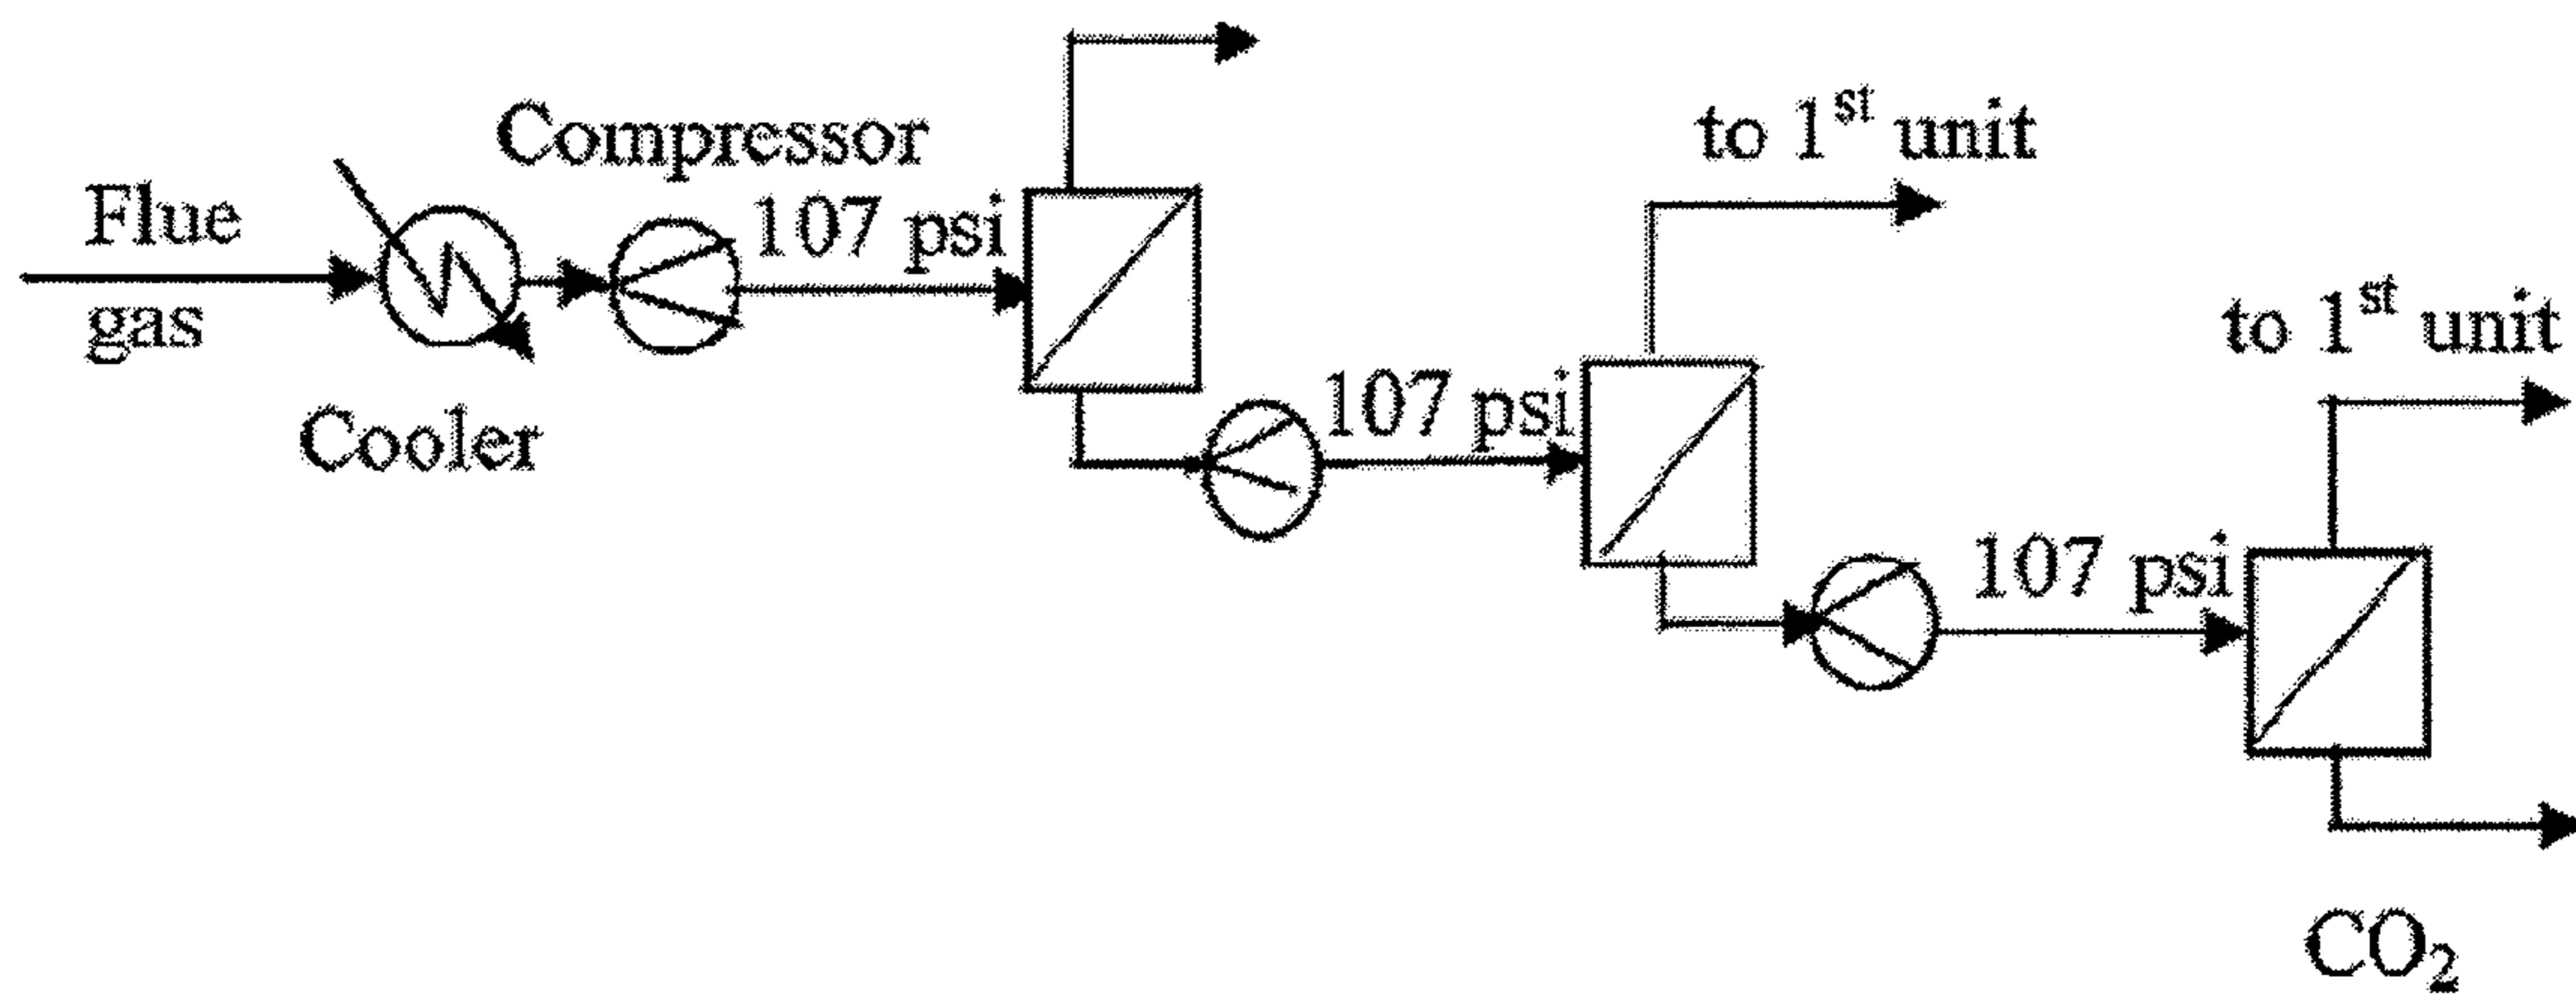 Flue
gas
Cooler
Compressor
107 psi
107 psi
to 1st unit
107 psi
to 1st unit
CO₂